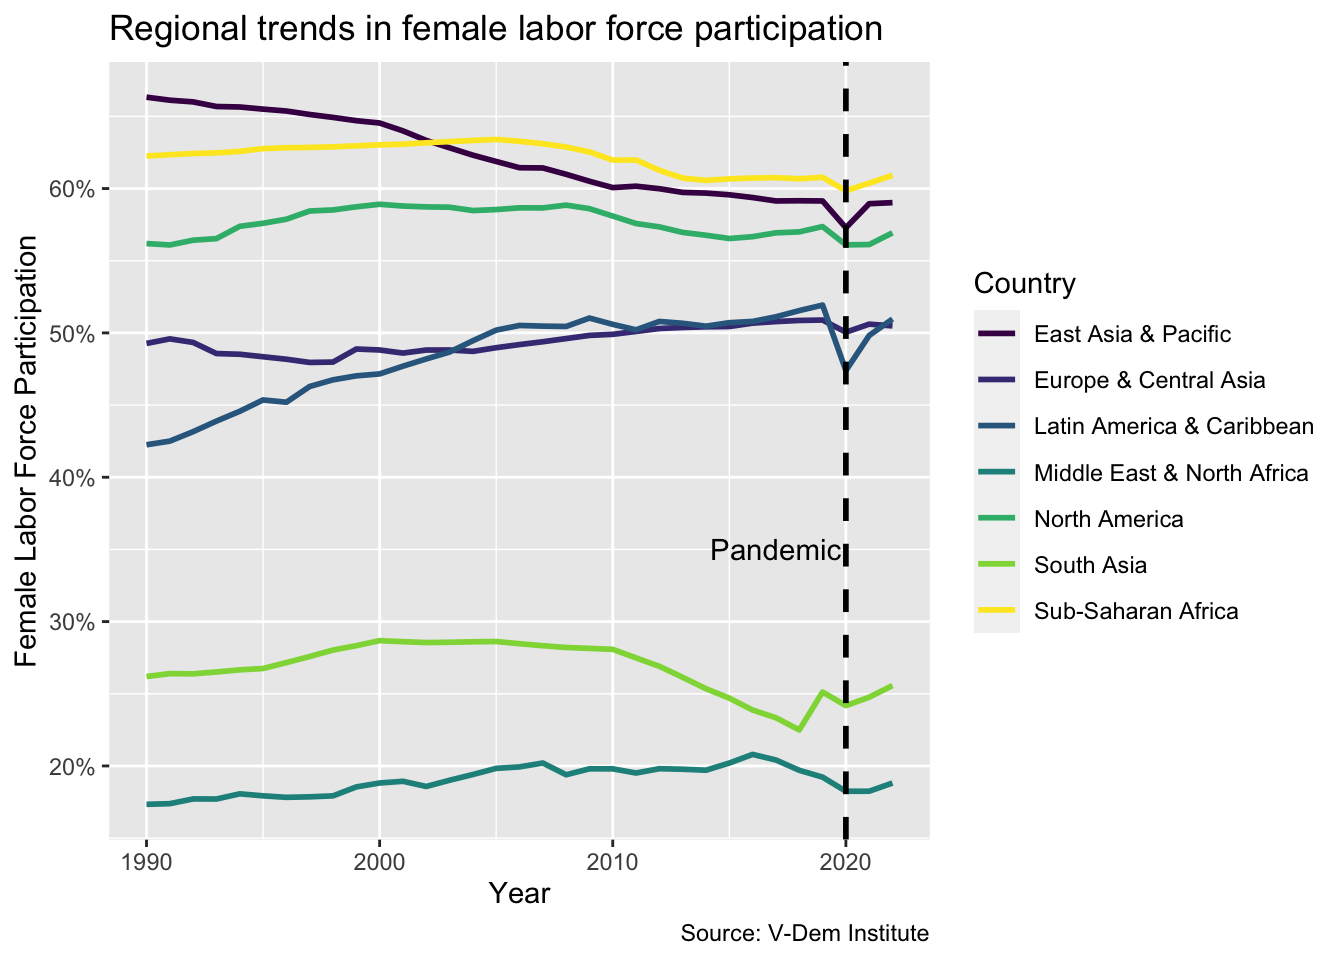 Regional trends in female labor force participation
Female Labor Force Participation
60%
50%
40%
30%
20%
Pandemic
1990
2000
2010
2020
Year
Country
East Asia & Pacific
Europe & Central Asia
Latin America & Caribbean
Middle East & North Africa
North America
South Asia
Sub-Saharan Africa
Source: V-Dem Institute